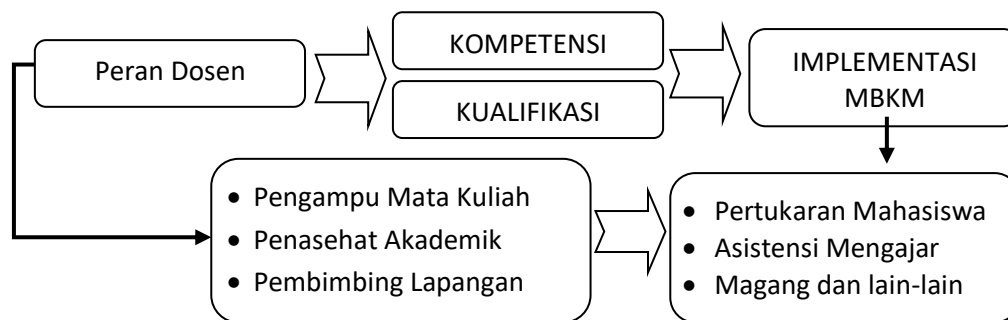 Peran Dosen
KOMPETENSI
KUALIFIKASI
IMPLEMENTASI
MBKM
• Pengampu Mata Kuliah
• Penasehat Akademik
• Pembimbing Lapangan
• Pertukaran Mahasiswa
• Asistensi Mengajar
• Magang dan lain-lain